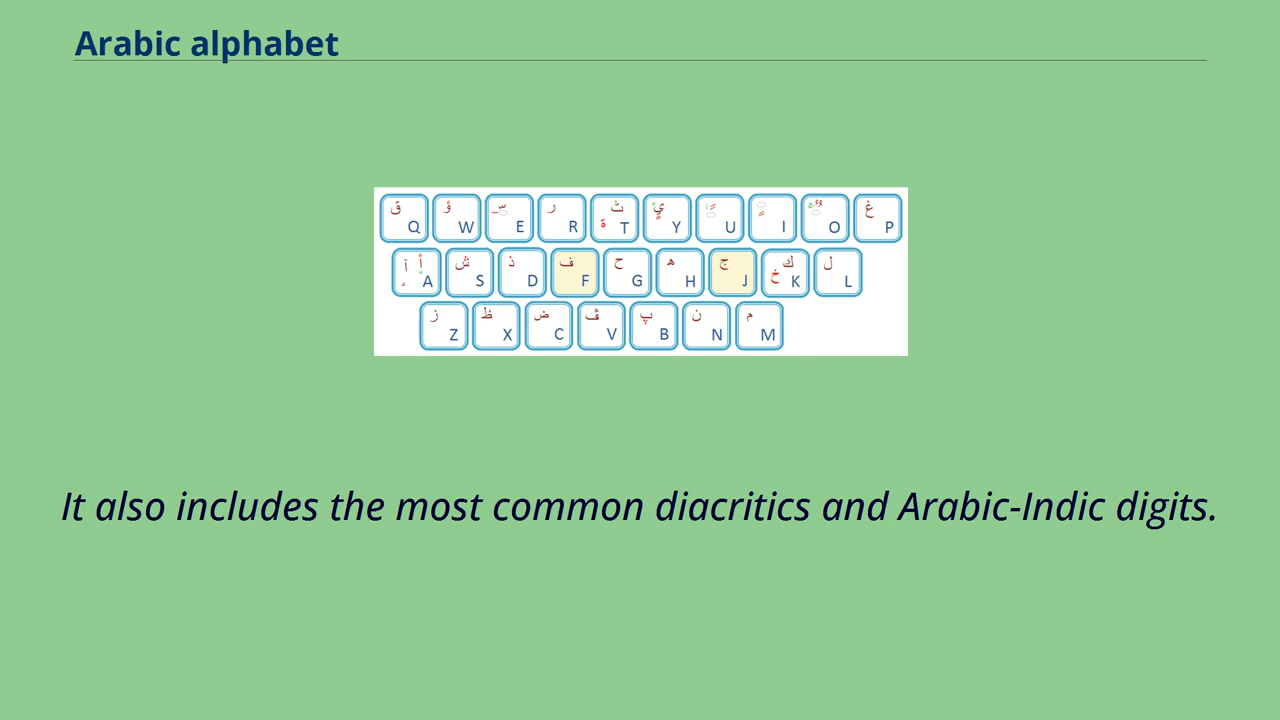 Arabic alphabet
ق Q ؤ W E ر R ث ة T ي Y U I O غ P
آ أ A ش S ذ D ف F ح G ه H ج J ك خ K ل L
ز Z ظ X ض C ڤ V پ B ن N م M
It also includes the most common diacritics and Arabic-Indic digits.